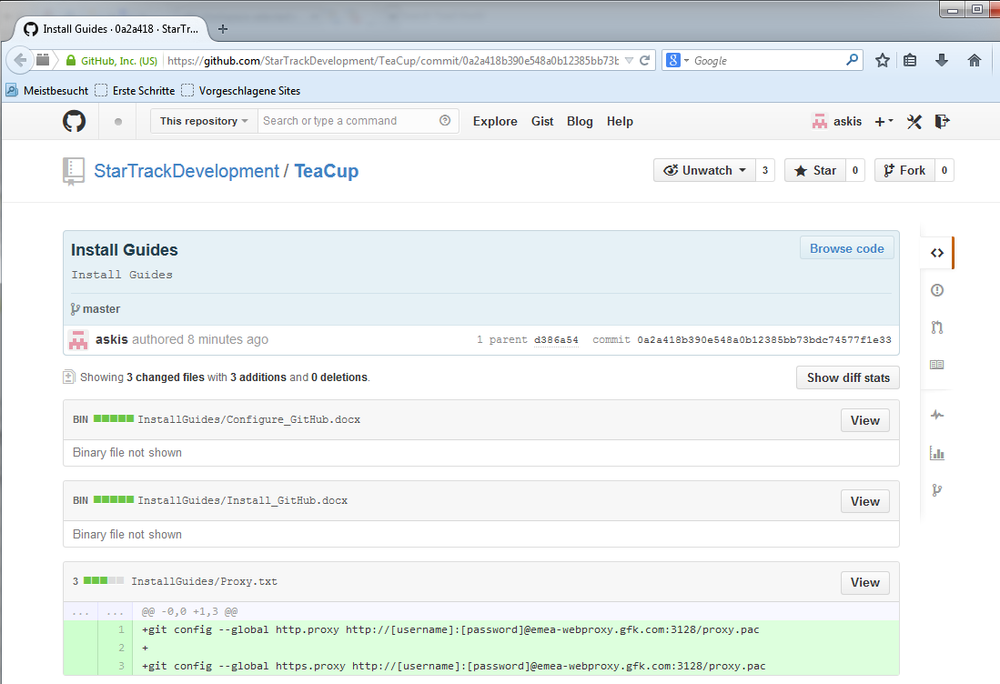 Install Guides · 0a2a418 · StarTr...
GitHub, Inc. (US) https://github.com/StarTrackDevelopment/TeaCup/commit/0a2a418b390e548a0b12385bb73b
Google
Meistbesucht Erste Schritte Vorgeschlagene Sites
This repository Search or type a command Explore Gist Blog Help askis
StarTrackDevelopment / TeaCup Unwatch 3 Star 0 Fork 0
Install Guides Browse code
Install Guides
master
askis authored 8 minutes ago 1 parent d386a54 commit 0a2a418b390e548a0b12385bb73bdc74577f1e33
Showing 3 changed files with 3 additions and 0 deletions. Show diff stats
BIN InstallGuides/Configure_GitHub.docx View
Binary file not shown
BIN InstallGuides/Install_GitHub.docx View
Binary file not shown
3 InstallGuides/Proxy.txt View
... ... @@ -0,0 +1,3 @@
1 +git config --global http.proxy http://[username]:[password]@emea-webproxy.gfk.com:3128/proxy.pac
2 +
3 +git config --global https.proxy http://[username]:[password]@emea-webproxy.gfk.com:3128/proxy.pac